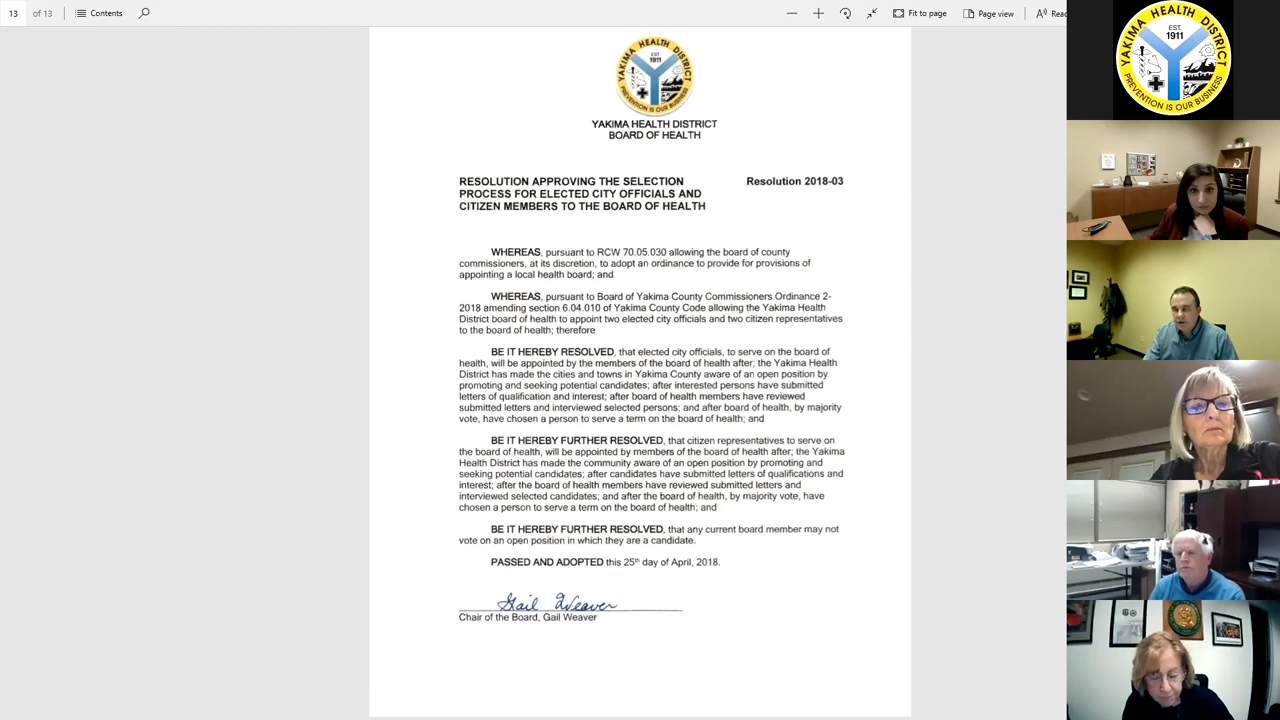 13 of 13
Contents
Fit to page
Page view
Read
YAKIMA HEALTH DISTRICT
EST.
1911
PREVENTION IS OUR BUSINESS
YAKIMA HEALTH DISTRICT
BOARD OF HEALTH
RESOLUTION APPROVING THE SELECTION
PROCESS FOR ELECTED CITY OFFICIALS AND
CITIZEN MEMBERS TO THE BOARD OF HEALTH
Resolution 2018-03
WHEREAS, pursuant to RCW 70.05.030 allowing the board of county
commissioners, at its discretion, to adopt an ordinance to provide for provisions of
appointing a local health board; and
WHEREAS, pursuant to Board of Yakima County Commissioners Ordinance 2-
2018 amending section 6.04.010 of Yakima County Code allowing the Yakima Health
District board of health to appoint two elected city officials and two citizen representatives
to the board of health; therefore
BE IT HEREBY RESOLVED, that elected city officials, to serve on the board of
health, will be appointed by the members of the board of health after; the Yakima Health
District has made the cities and towns in Yakima County aware of an open position by
promoting and seeking potential candidates; after interested persons have submitted
letters of qualification and interest; after board of health members have reviewed
submitted letters and interviewed selected persons; and after board of health, by majority
vote, have chosen a person to serve a term on the board of health; and
BE IT HEREBY FURTHER RESOLVED, that citizen representatives to serve on
the board of health, will be appointed by members of the board of health after; the Yakima
Health District has made the community aware of an open position by promoting and
seeking potential candidates; after candidates have submitted letters of qualifications and
interest; after the board of health members have reviewed submitted letters and
interviewed selected candidates; and after the board of health, by majority vote, have
chosen a person to serve a term on the board of health; and
BE IT HEREBY FURTHER RESOLVED, that any current board member may not
vote on an open position in which they are a candidate.
PASSED AND ADOPTED this 25th day of April, 2018.
Gail Weaver
Chair of the Board, Gail Weaver
YAKIMA HEALTH DISTRICT
EST.
1911
PREVENTION IS OUR BUSINESS